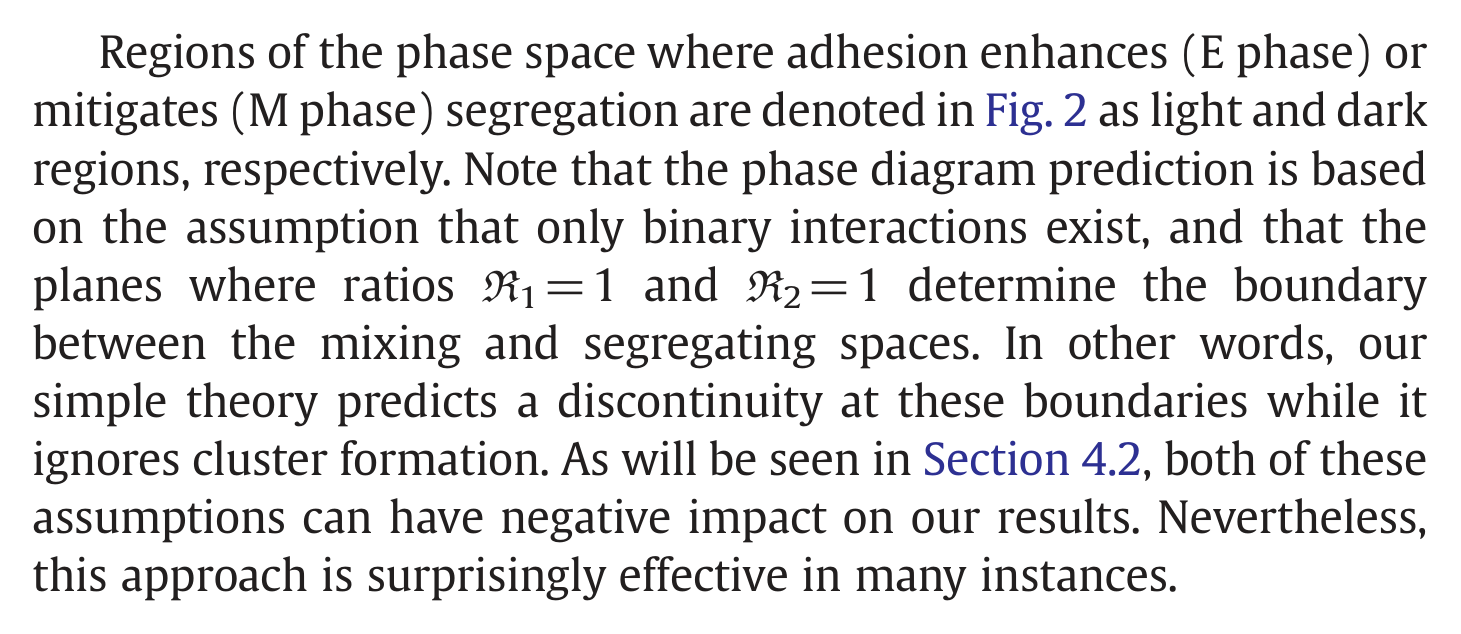 Regions of the phase space where adhesion enhances (E phase) or
mitigates (M phase) segregation are denoted in Fig. 2 as light and dark
regions, respectively. Note that the phase diagram prediction is based
on the assumption that only binary interactions exist, and that the
planes where ratios ℜ₁ = 1 and ℜ₂ = 1 determine the boundary
between the mixing and segregating spaces. In other words, our
simple theory predicts a discontinuity at these boundaries while it
ignores cluster formation. As will be seen in Section 4.2, both of these
assumptions can have negative impact on our results. Nevertheless,
this approach is surprisingly effective in many instances.